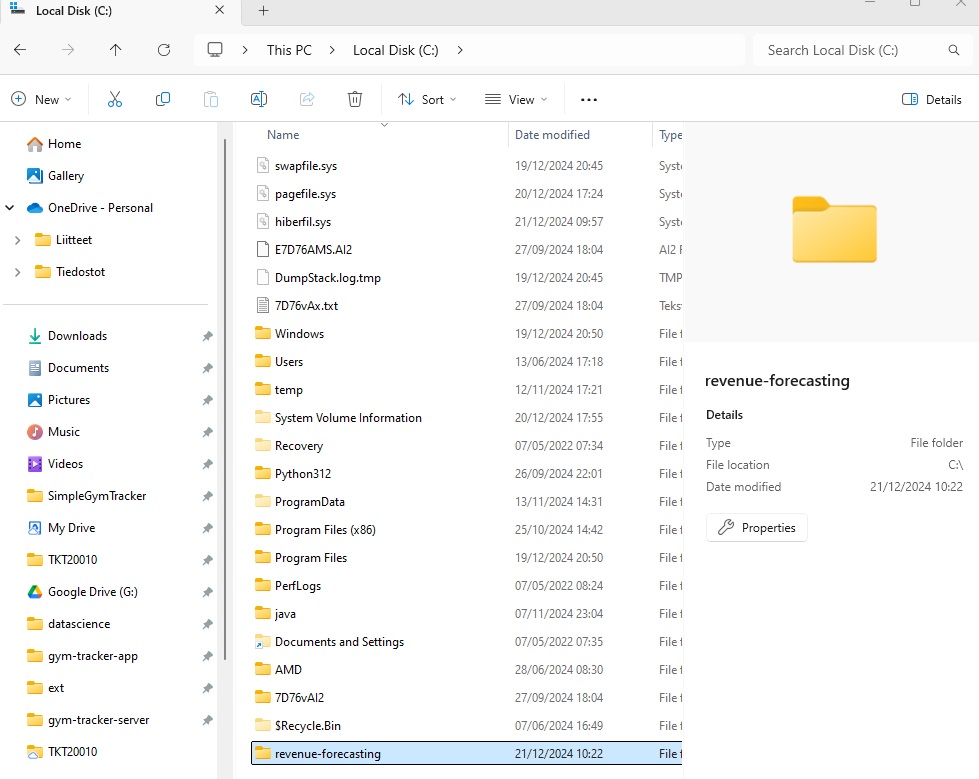 Local Disk (C:)
This PC Local Disk (C:) Search Local Disk (C:)
New Sort View Details
Home
Gallery
OneDrive - Personal
Liitteet
Tiedostot
Downloads
Documents
Pictures
Music
Videos
SimpleGymTracker
My Drive
TKT20010
Google Drive (G:)
datascience
gym-tracker-app
ext
gym-tracker-server
TKT20010
Name Date modified Type
swapfile.sys 19/12/2024 20:45 Syst
pagefile.sys 20/12/2024 17:24 Syst
hiberfil.sys 21/12/2024 09:57 Syst
E7D76AMS.AI2 27/09/2024 18:04 AI2 F
DumpStack.log.tmp 19/12/2024 20:45 TMP
7D76vAx.txt 27/09/2024 18:04 Teks
Windows 19/12/2024 20:50 File f
Users 13/06/2024 17:18 File f
temp 12/11/2024 17:21 File f
System Volume Information 20/12/2024 17:55 File f
Recovery 07/05/2022 07:34 File f
Python312 26/09/2024 22:01 File f
ProgramData 13/11/2024 14:31 File f
Program Files (x86) 25/10/2024 14:42 File f
Program Files 19/12/2024 20:50 File f
PerfLogs 07/05/2022 08:24 File f
java 07/11/2024 23:04 File f
Documents and Settings 07/05/2022 07:35 File f
AMD 28/06/2024 08:30 File f
7D76vAI2 27/09/2024 18:04 File f
$Recycle.Bin 07/06/2024 16:49 File f
revenue-forecasting 21/12/2024 10:22 File f
revenue-forecasting
Details
Type File folder
File location C:\
Date modified 21/12/2024 10:22
Properties